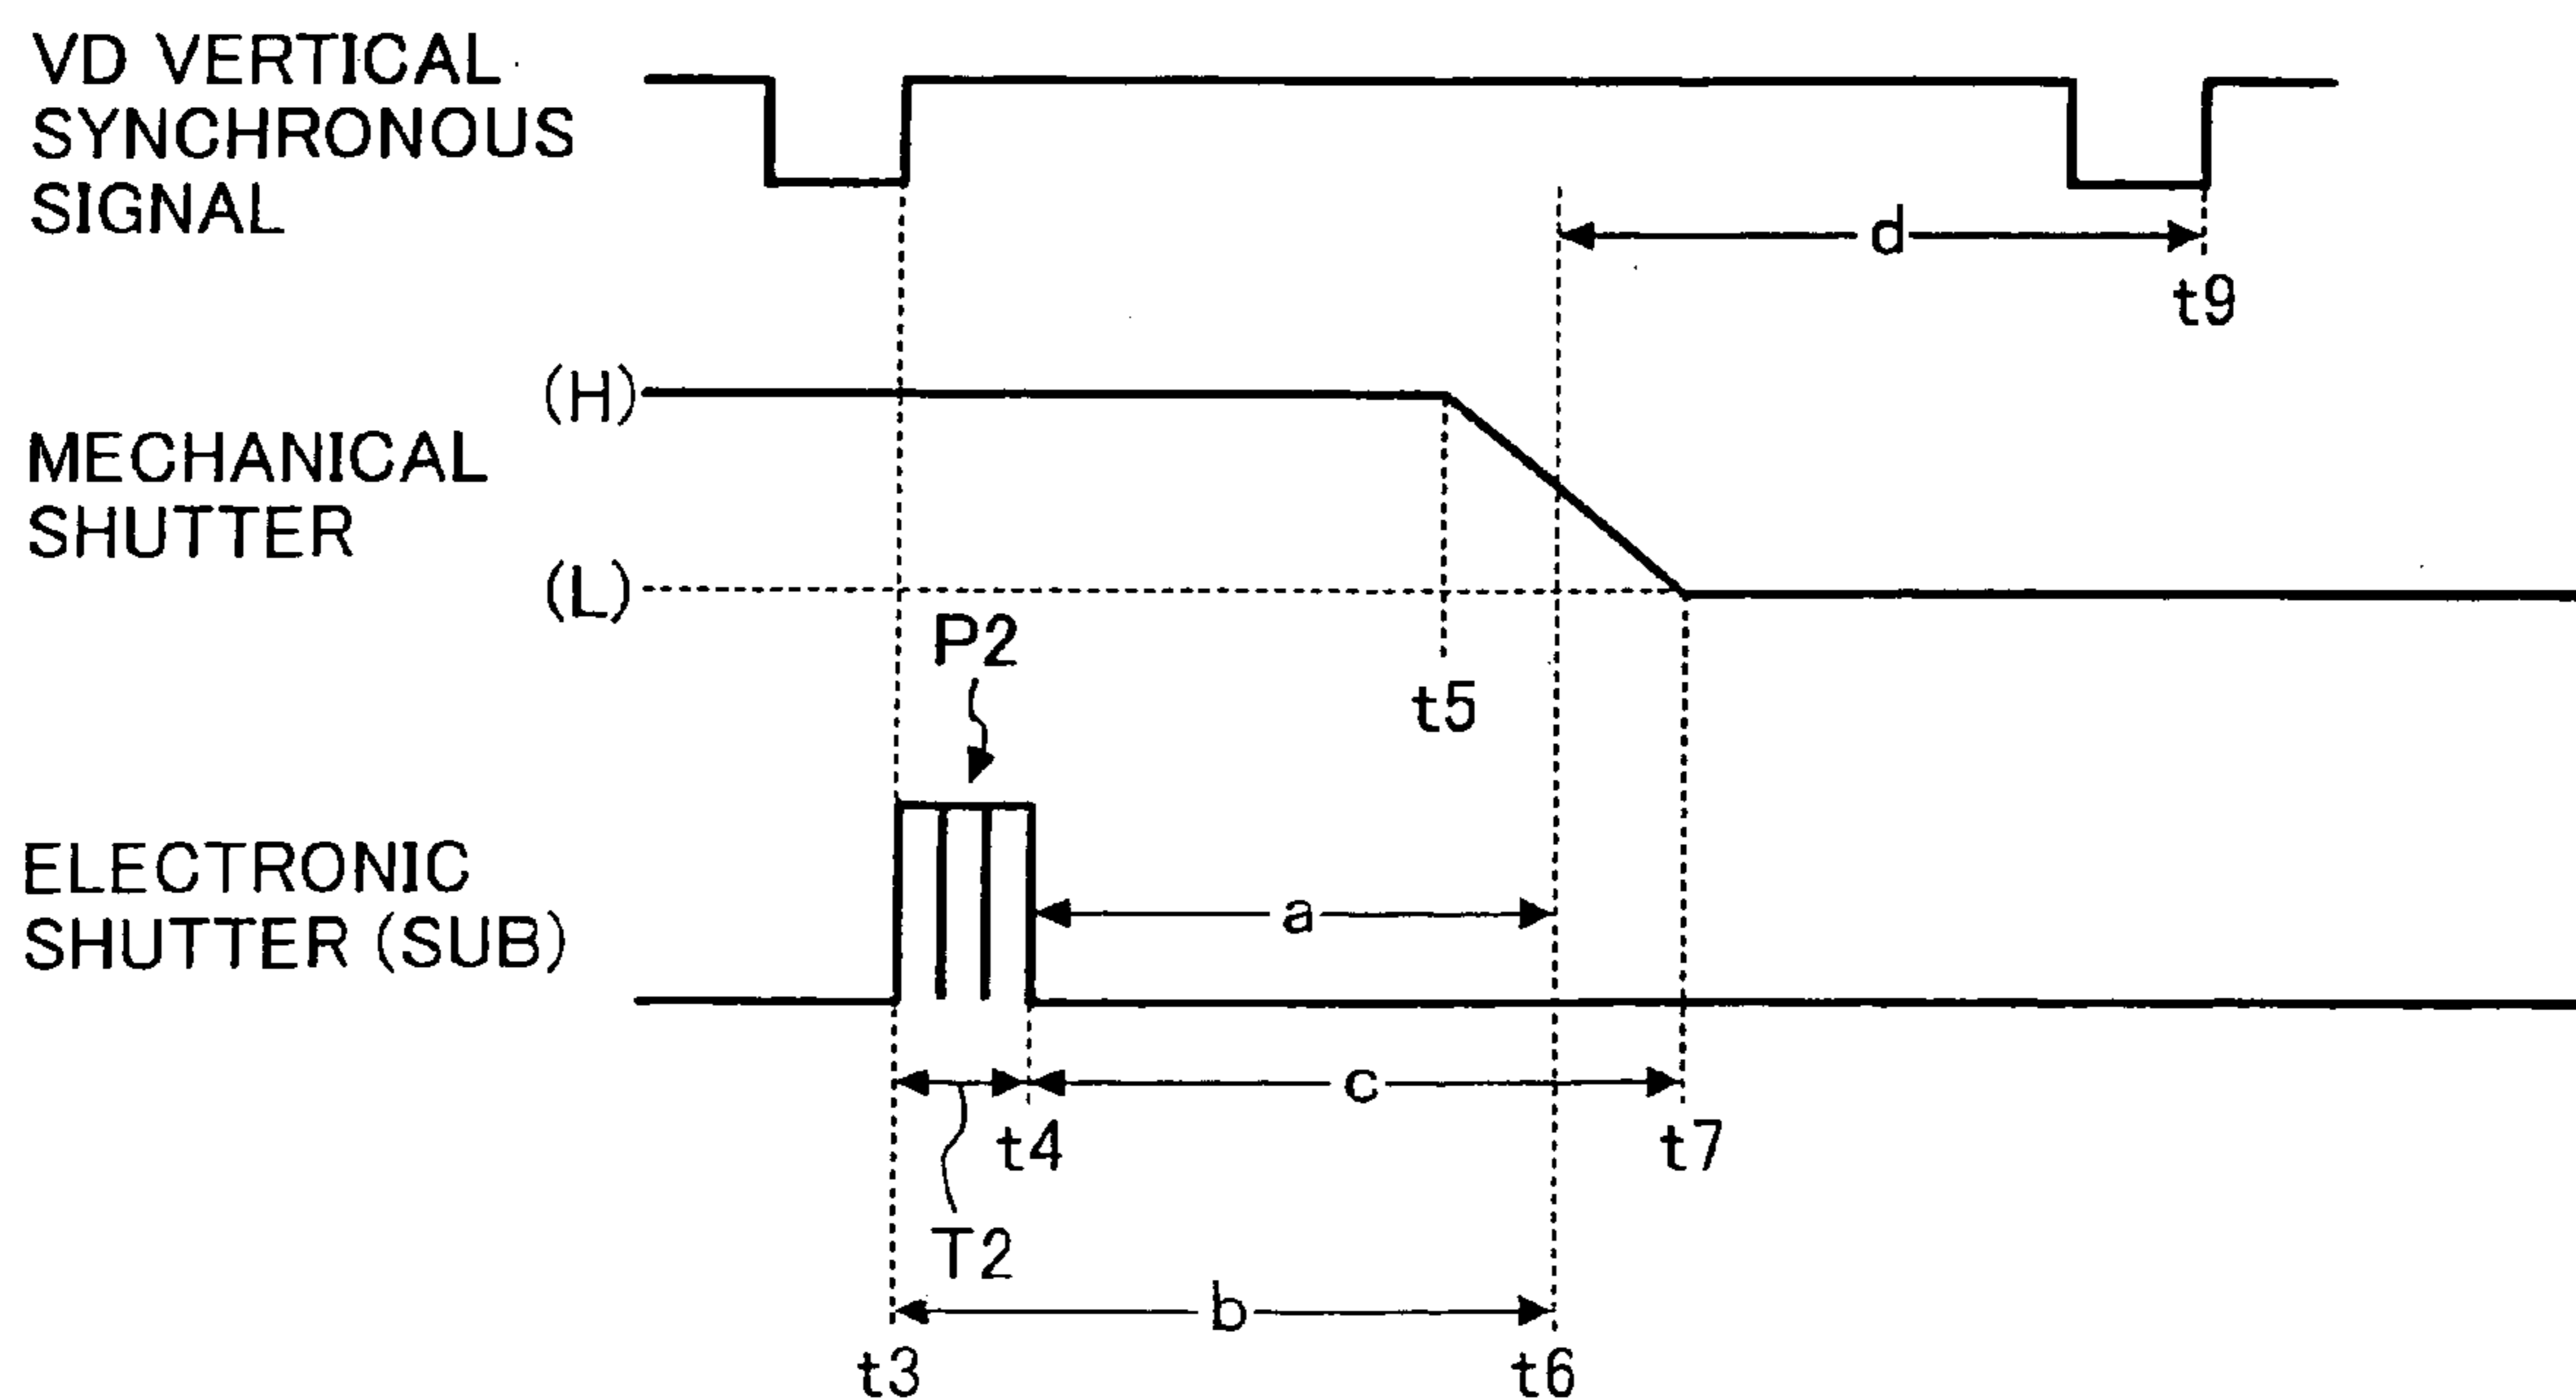 VD VERTICAL
SYNCHRONOUS
SIGNAL
d
t9
(H)
MECHANICAL
SHUTTER
(L)
P2
t5
ELECTRONIC
SHUTTER (SUB)
a
c
t4
t7
T2
b
t3
t6